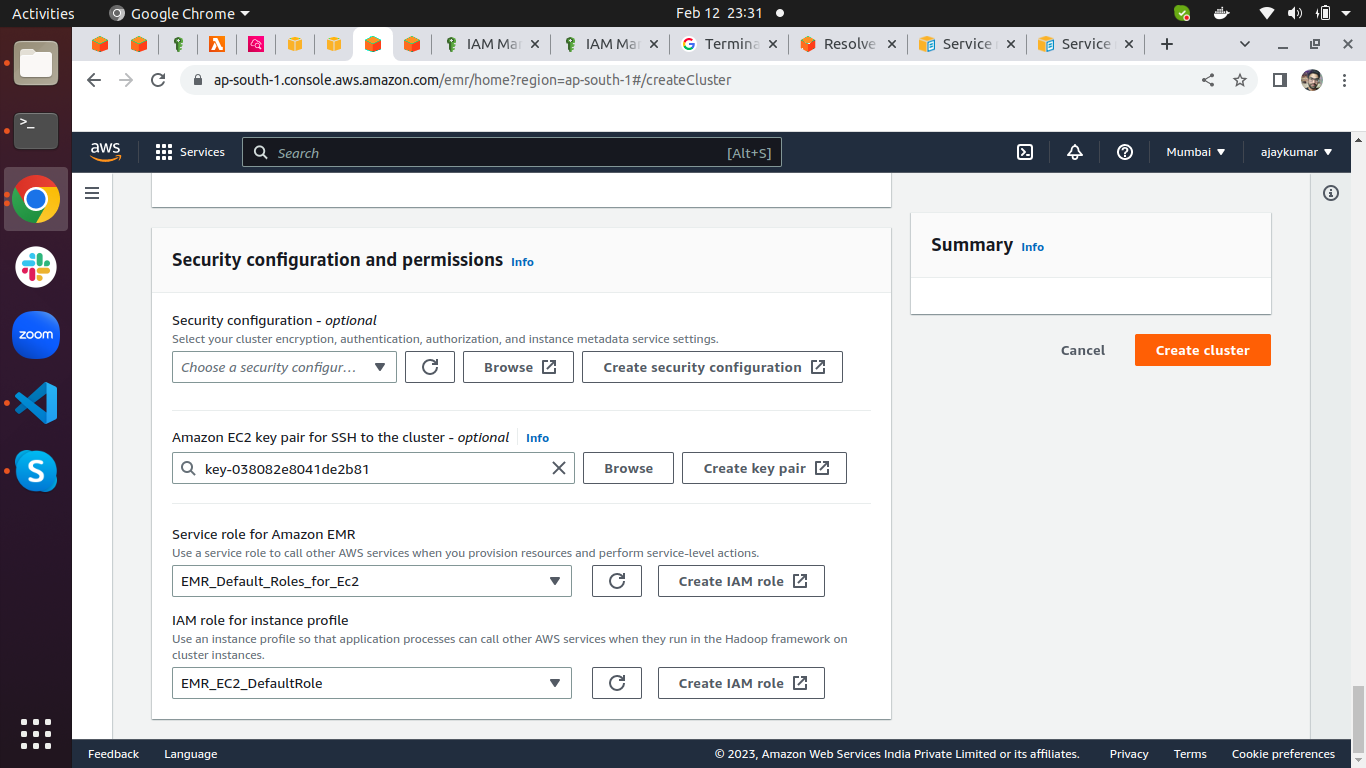 Activities
Google Chrome
Feb 12 23:31
IAM Ma
IAM Ma
Termina
Resolve
Service
Service
ap-south-1.console.aws.amazon.com/emr/home?region=ap-south-1#/createCluster
aws
Services
Search
[Alt+S]
Mumbai
ajaykumar
Security configuration and permissions Info
Security configuration - optional
Select your cluster encryption, authentication, authorization, and instance metadata service settings.
Choose a security configur...
Browse
Create security configuration
Amazon EC2 key pair for SSH to the cluster - optional Info
key-038082e8041de2b81
Browse
Create key pair
Service role for Amazon EMR
Use a service role to call other AWS services when you provision resources and perform service-level actions.
EMR_Default_Roles_for_Ec2
Create IAM role
IAM role for instance profile
Use an instance profile so that application processes can call other AWS services when they run in the Hadoop framework on
cluster instances.
EMR_EC2_DefaultRole
Create IAM role
Summary Info
Cancel
Create cluster
zoom
S
Feedback
Language
© 2023, Amazon Web Services India Private Limited or its affiliates.
Privacy
Terms
Cookie preferences